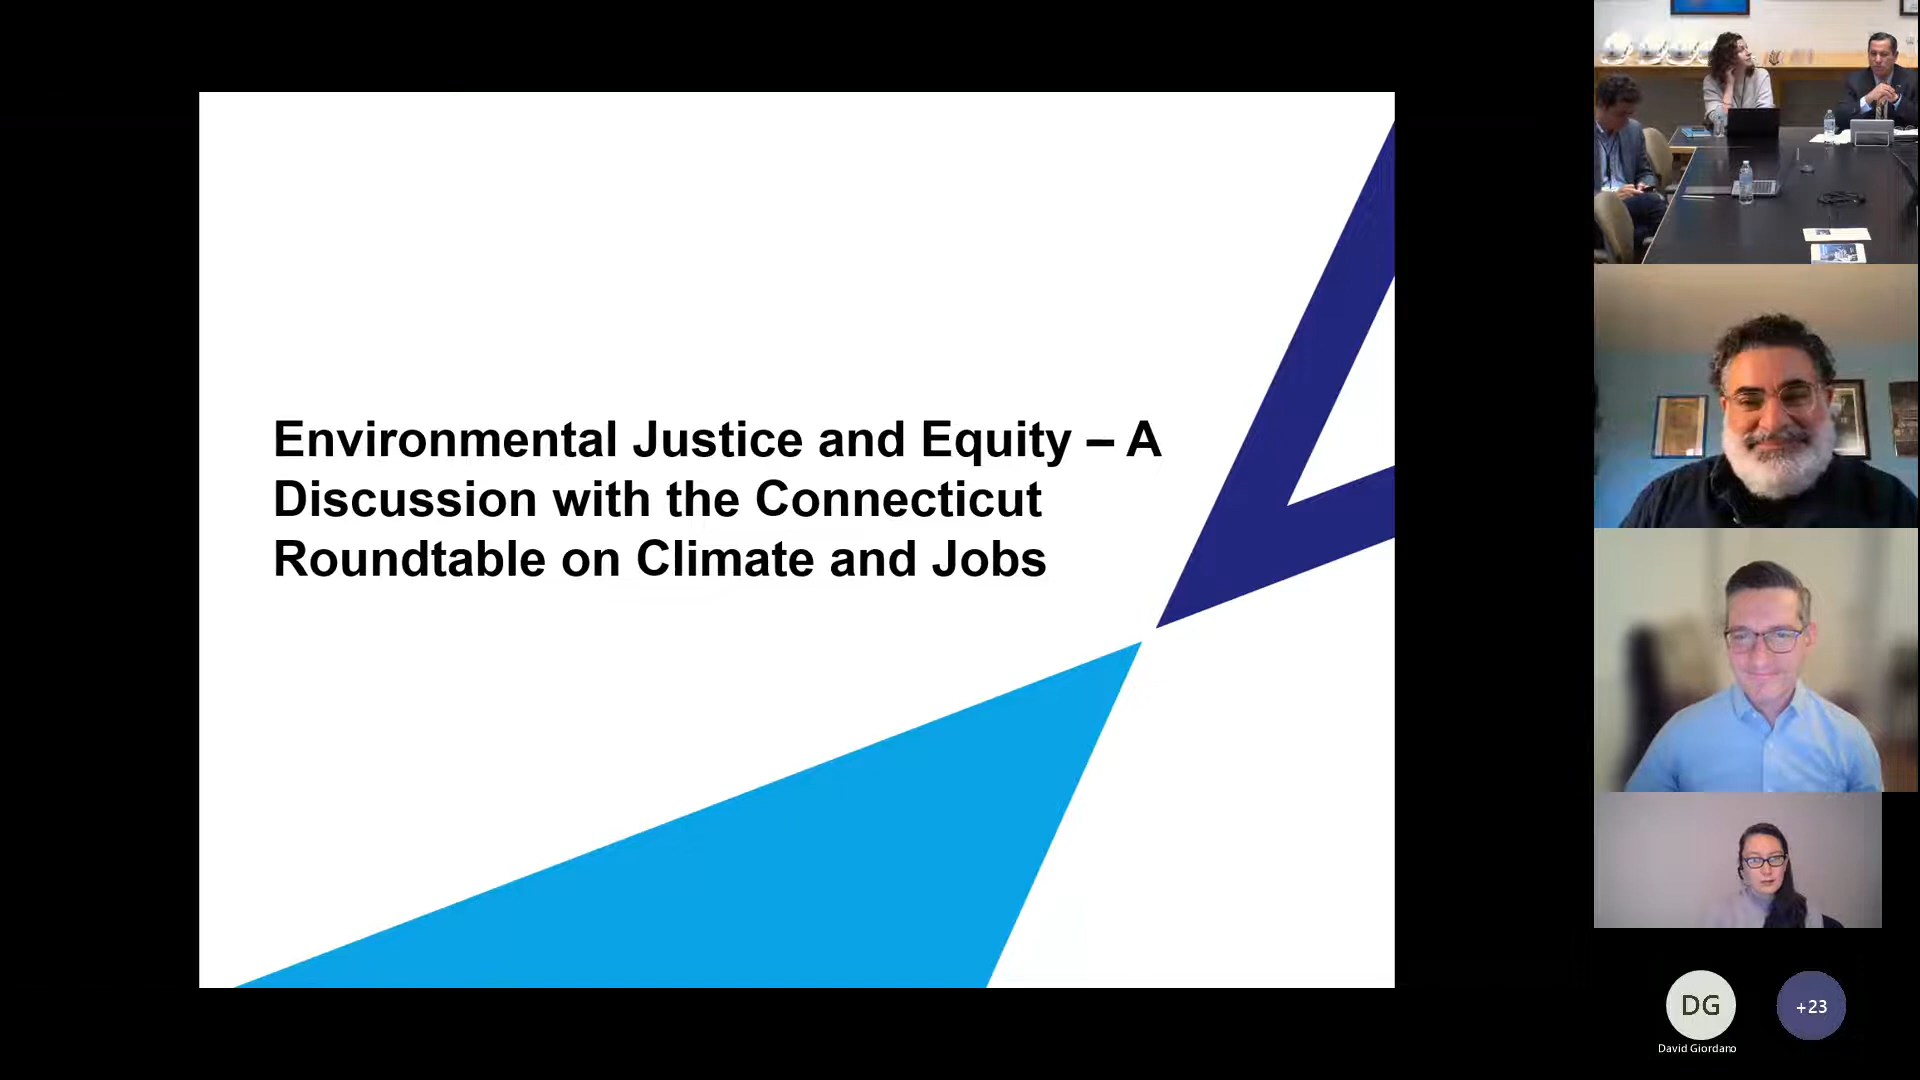 Environmental Justice and Equity – A
Discussion with the Connecticut
Roundtable on Climate and Jobs
DG
+23
David Giordano